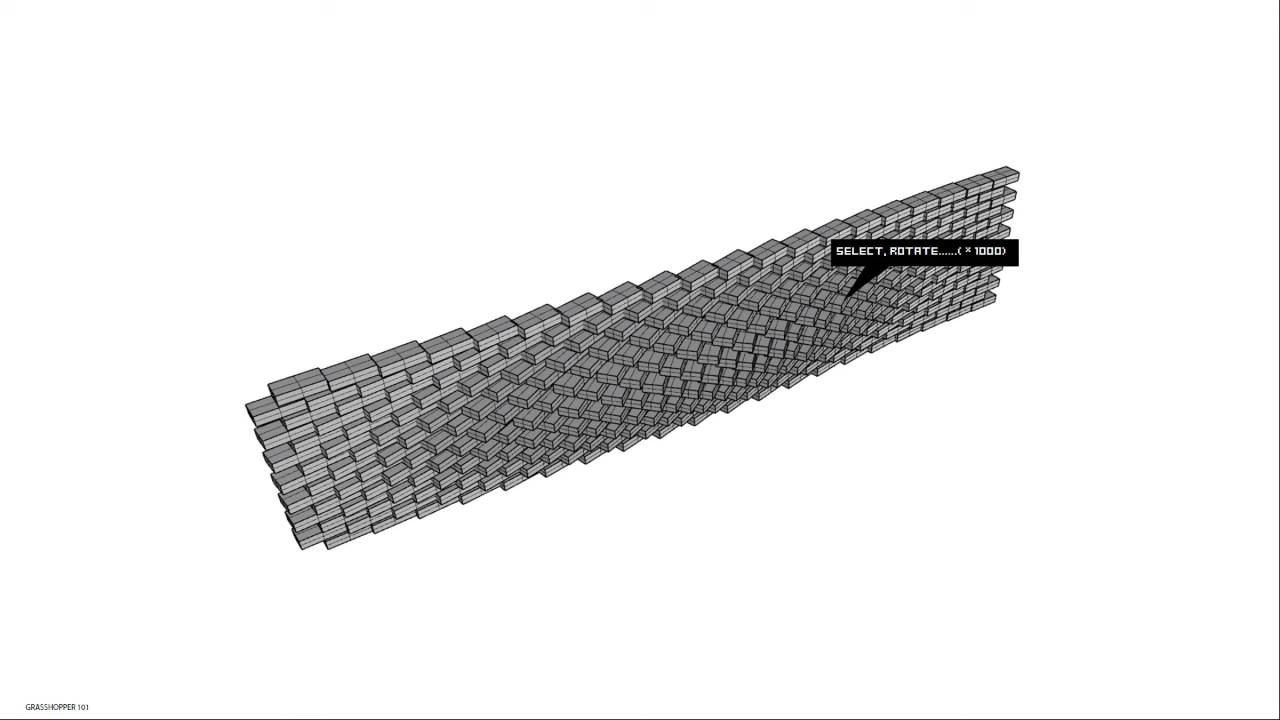 SELECT, ROTATE......( * 1000)
GRASSHOPPER 101